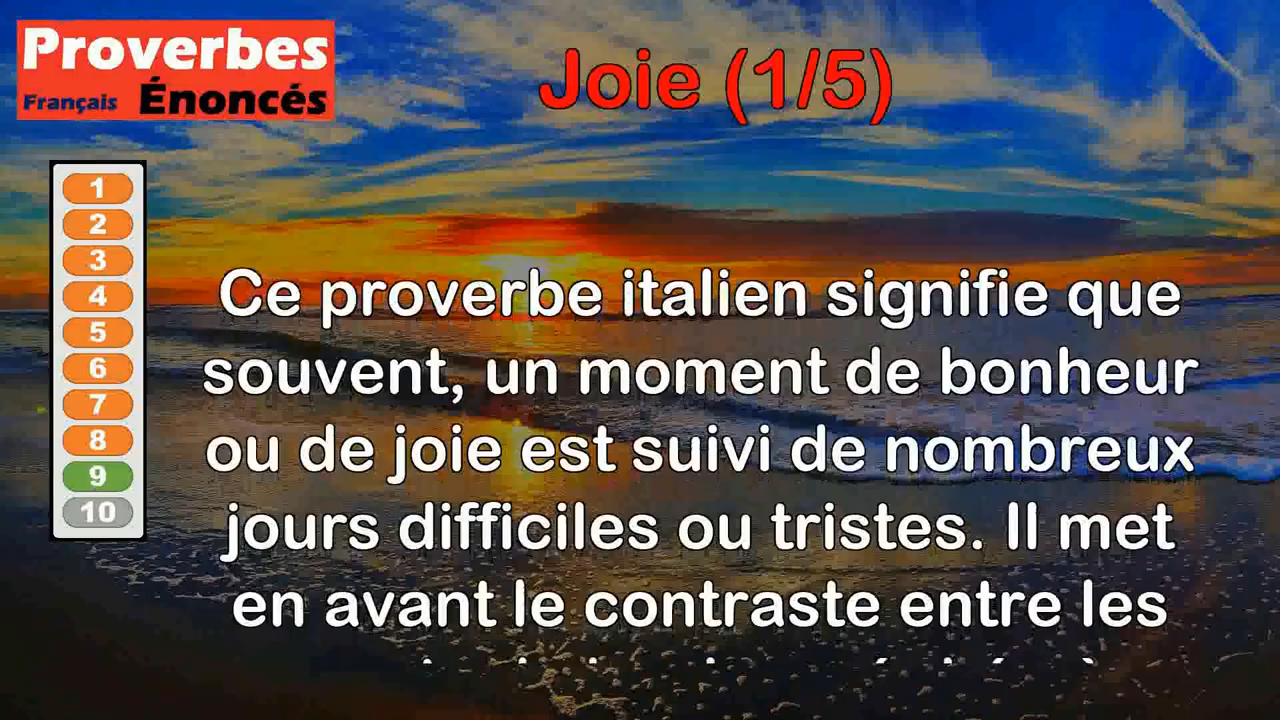 Proverbes
Français Énoncés
Joie (1/5)
1
2
3
4
5
6
7
8
9
10
Ce proverbe italien signifie que
souvent, un moment de bonheur
ou de joie est suivi de nombreux
jours difficiles ou tristes. Il met
en avant le contraste entre les